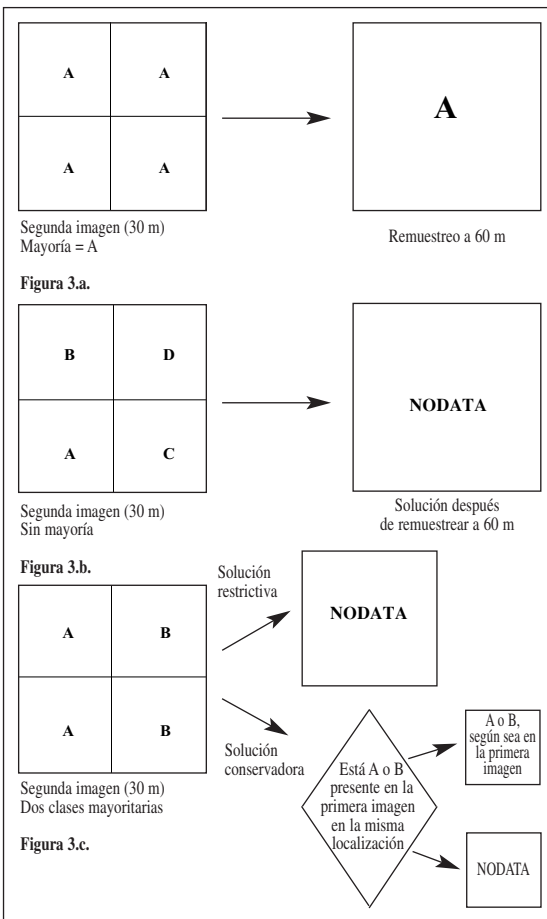 A A
A
A A
Segunda imagen (30 m)
Mayoría = A
Remuestreo a 60 m
Figura 3.a.
B D
NODATA
A C
Segunda imagen (30 m)
Sin mayoría
Solución después
de remuestrear a 60 m
Figura 3.b.
Solución
restrictiva
NODATA
A B
A B
Solución
conservadora
Segunda imagen (30 m)
Dos clases mayoritarias
Figura 3.c.
Está A o B
presente en la
primera imagen
en la misma
localización
A o B,
según sea en
la primera
imagen
NODATA